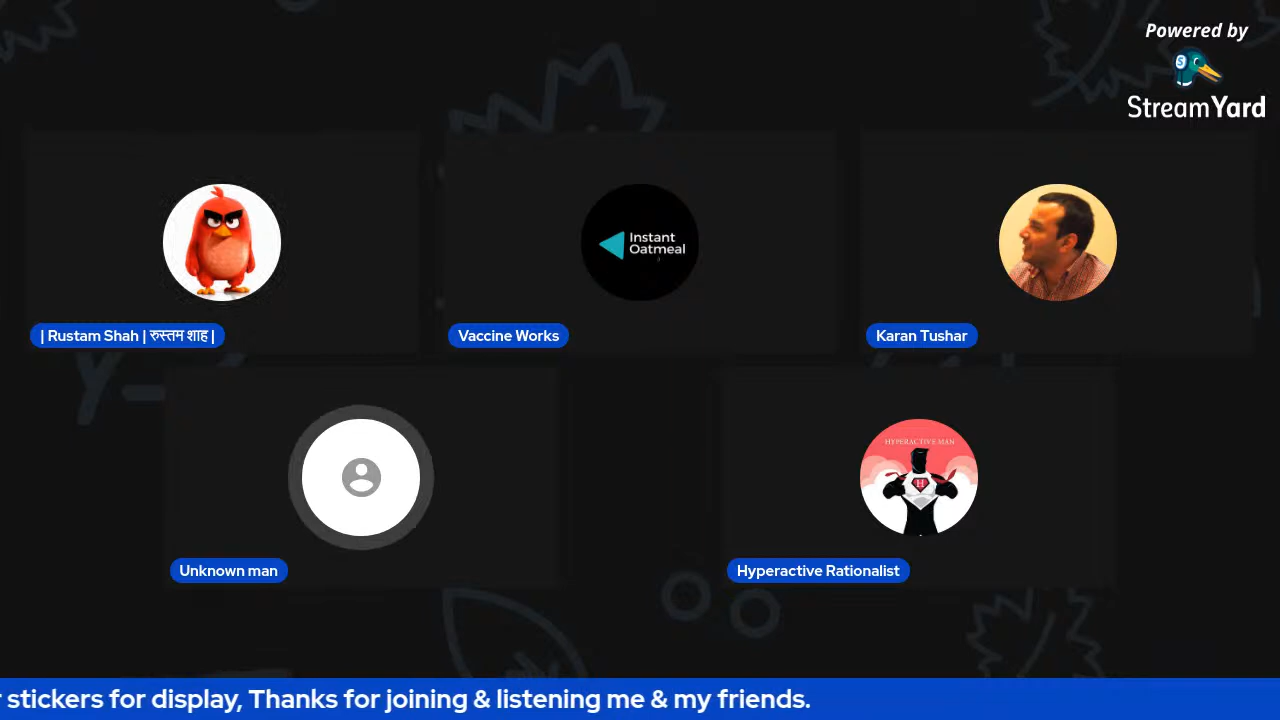 Powered by
StreamYard
Instant
Oatmeal
| Rustam Shah | रुस्तम शाह |
Vaccine Works
Karan Tushar
HYPERACTIVE MAN
H
Unknown man
Hyperactive Rationalist
stickers for display, Thanks for joining & listening me & my friends.